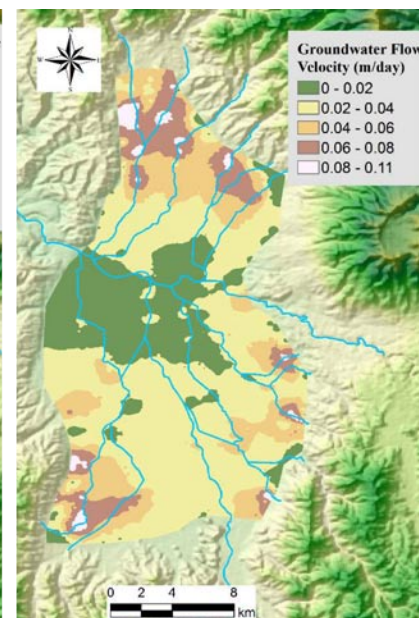 N
W E
S
Groundwater Flow
Velocity (m/day)
0 - 0.02
0.02 - 0.04
0.04 - 0.06
0.06 - 0.08
0.08 - 0.11
0 2 4 8
km